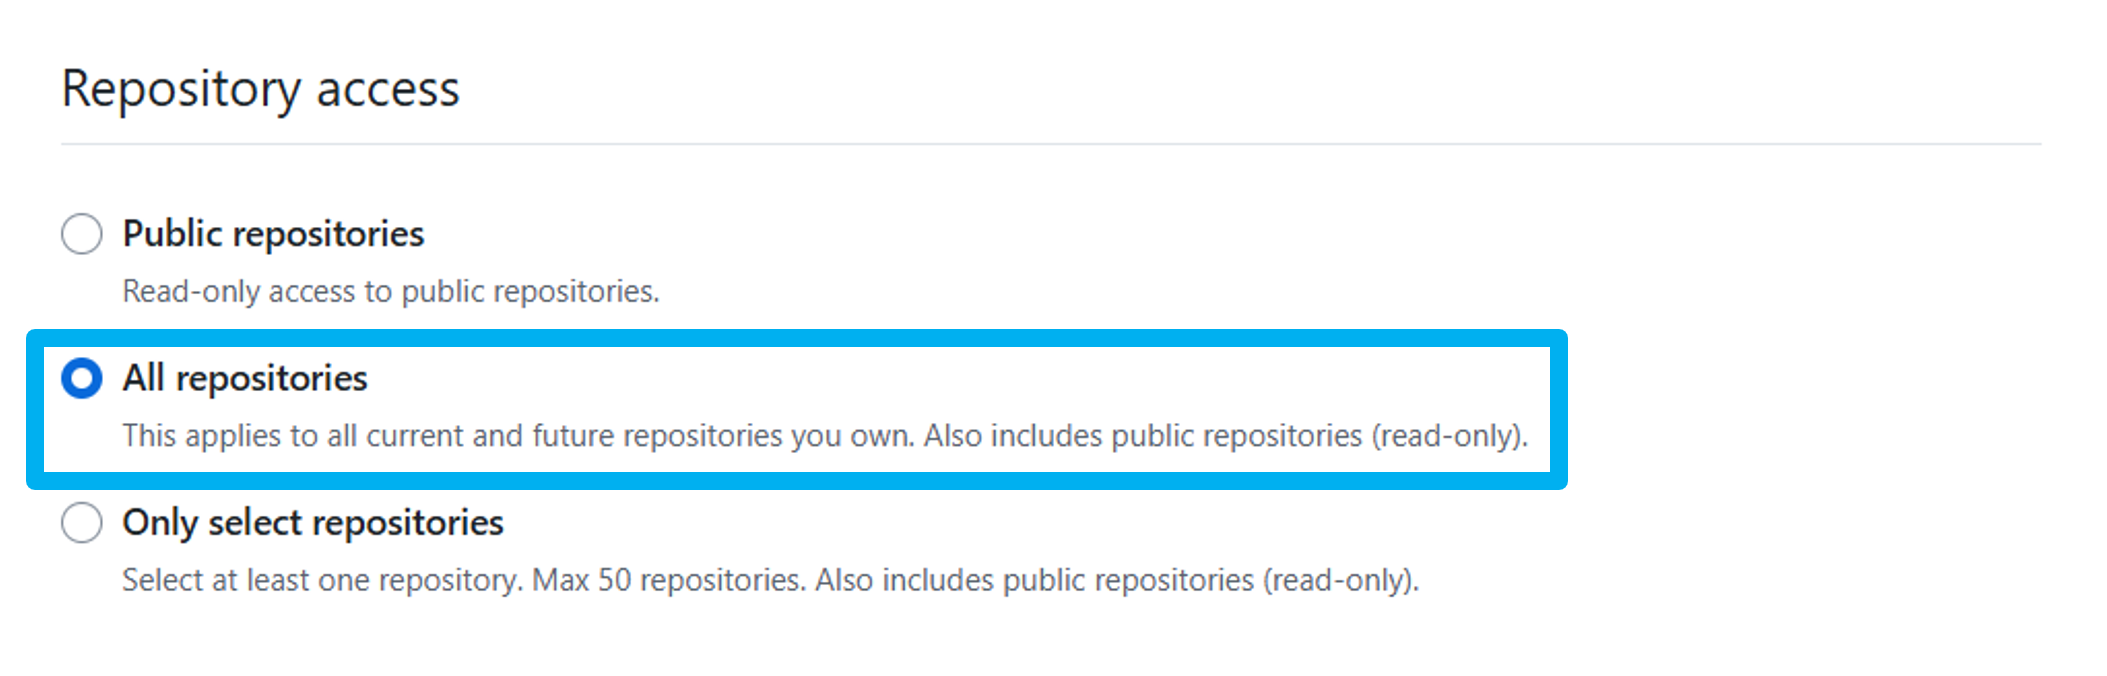 Repository access
Public repositories
Read-only access to public repositories.
All repositories
This applies to all current and future repositories you own. Also includes public repositories (read-only).
Only select repositories
Select at least one repository. Max 50 repositories. Also includes public repositories (read-only).